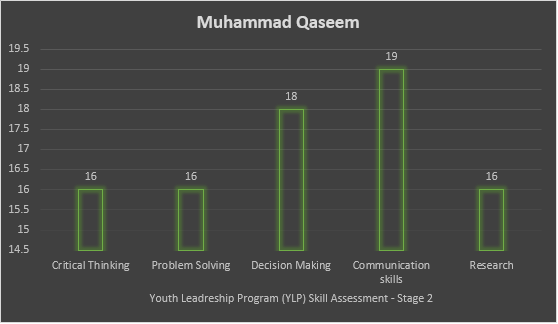 Muhammad Qaseem
19.5
19
18.5
18
17.5
17
16.5
16
15.5
15
14.5
16
16
18
19
16
Critical Thinking
Problem Solving
Decision Making
Communication
skills
Research
Youth Leadreship Program (YLP) Skill Assessment - Stage 2